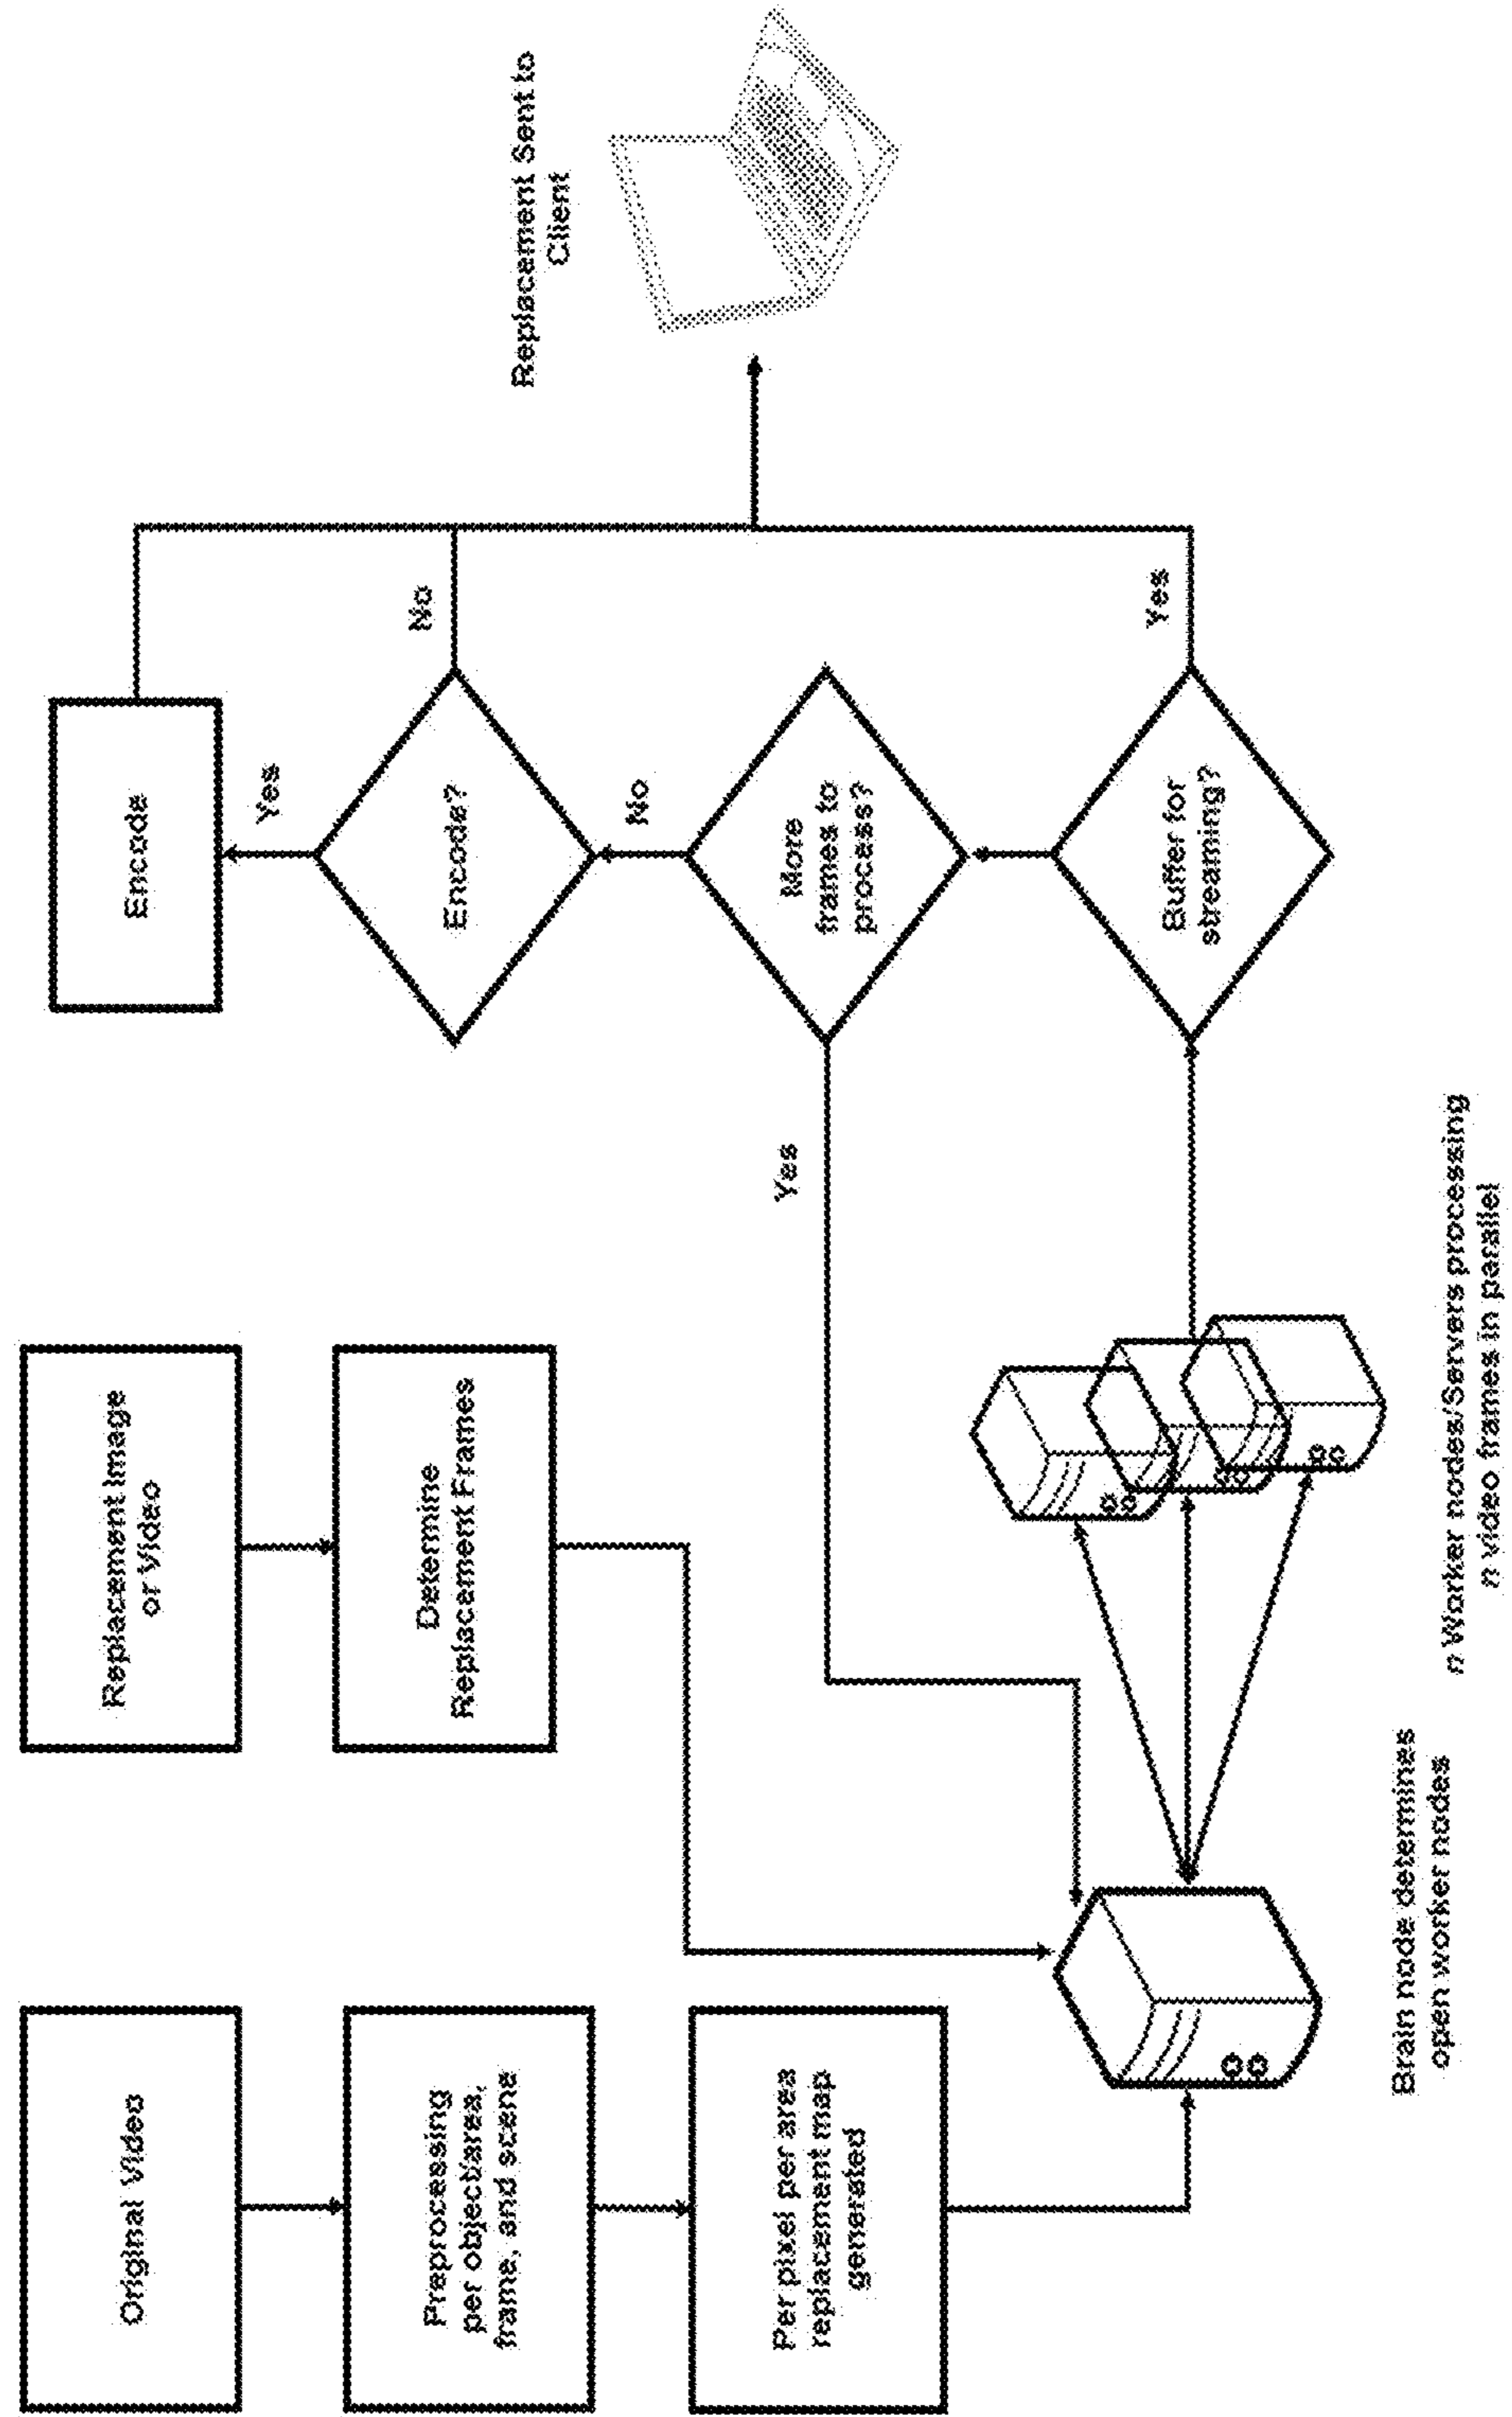 Original Video
Preprocessing
per object/area,
frame, and scene
Per pixel per area
replacement map
generated
Brain node determines
open worker nodes
Replacement Image
or Video
Determine
Replacement Frames
n Worker nodes/Servers processing
n video frames in parallel
Yes
Encode
Yes
Encode?
No
No
More
frames to
process?
Buffer for
streaming?
Yes
Replacement Sent to
Client